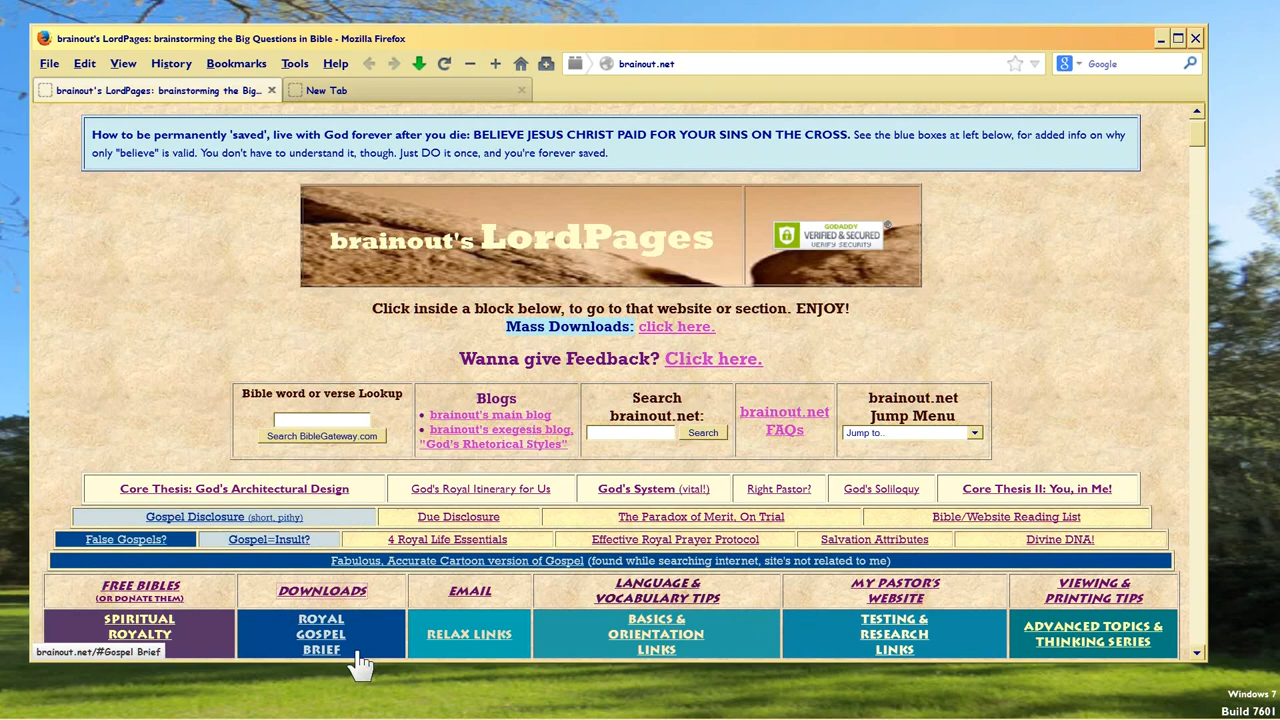 brainout's LordPages: brainstorming the Big Questions in Bible - Mozilla Firefox
File Edit View History Bookmarks Tools Help
brainout.net
Google
brainout's LordPages: brainstorming the Big...
New Tab
How to be permanently 'saved', live with God forever after you die: BELIEVE JESUS CHRIST PAID FOR YOUR SINS ON THE CROSS. See the blue boxes at left below, for added info on why
only "believe" is valid. You don't have to understand it, though. Just DO it once, and you're forever saved.
brainout's LordPages
GODADDY
VERIFIED & SECURED
VERIFY SECURITY
Click inside a block below, to go to that website or section. ENJOY!
Mass Downloads: click here.
Wanna give Feedback? Click here.
Bible word or verse Lookup
Search BibleGateway.com
Blogs
• brainout's main blog
• brainout's exegesis blog,
"God's Rhetorical Styles"
Search
brainout.net:
Search
brainout.net
FAQs
brainout.net
Jump Menu
Jump to..
Core Thesis: God's Architectural Design
God's Royal Itinerary for Us
God's System (vital!)
Right Pastor?
God's Soliloquy
Core Thesis II: You, in Me!
Gospel Disclosure (short, pithy)
Due Disclosure
The Paradox of Merit, On Trial
Bible/Website Reading List
False Gospels?
Gospel=Insult?
4 Royal Life Essentials
Effective Royal Prayer Protocol
Salvation Attributes
Divine DNA!
Fabulous, Accurate Cartoon version of Gospel (found while searching internet, site's not related to me)
FREE BIBLES
(OR DONATE THEM)
DOWNLOADS
EMAIL
LANGUAGE &
VOCABULARY TIPS
MY PASTOR'S
WEBSITE
VIEWING &
PRINTING TIPS
SPIRITUAL
ROYALTY
ROYAL
GOSPEL
BRIEF
RELAX LINKS
BASICS &
ORIENTATION
LINKS
TESTING &
RESEARCH
LINKS
ADVANCED TOPICS &
THINKING SERIES
brainout.net/#Gospel Brief
Windows 7
Build 7601